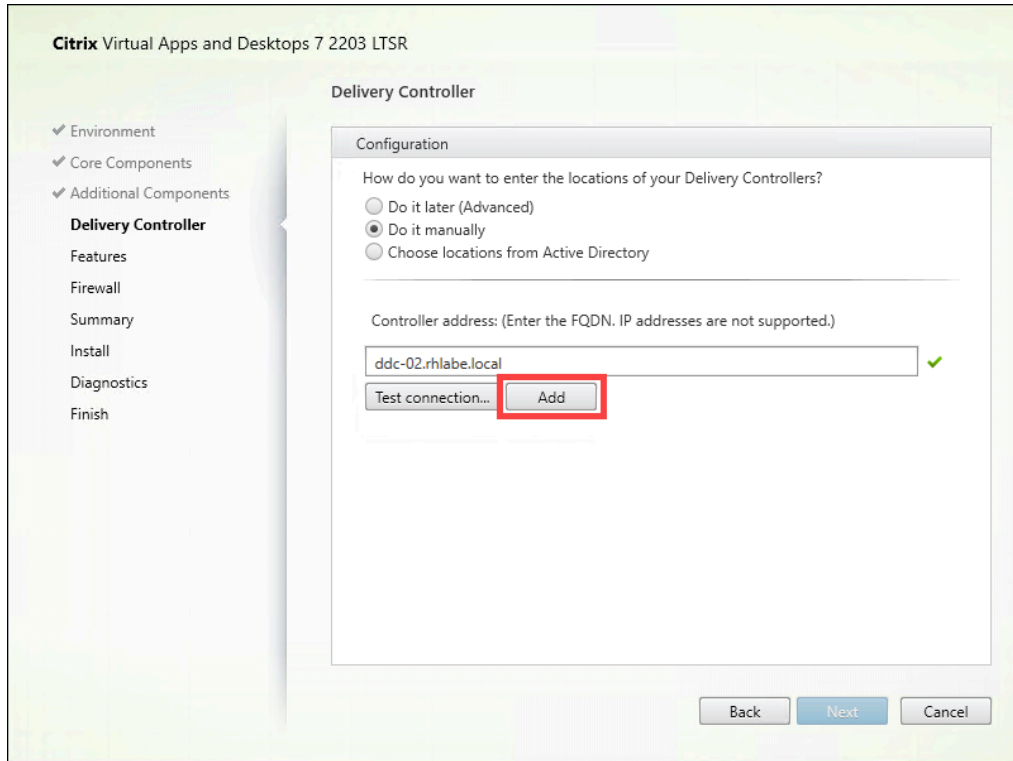 Citrix Virtual Apps and Desktops 7 2203 LTSR
Delivery Controller
Environment
Core Components
Additional Components
Delivery Controller
Features
Firewall
Summary
Install
Diagnostics
Finish
Configuration
How do you want to enter the locations of your Delivery Controllers?
Do it later (Advanced)
Do it manually
Choose locations from Active Directory
Controller address: (Enter the FQDN. IP addresses are not supported.)
ddc-02.rhlabe.local
Test connection... Add
Back Next Cancel